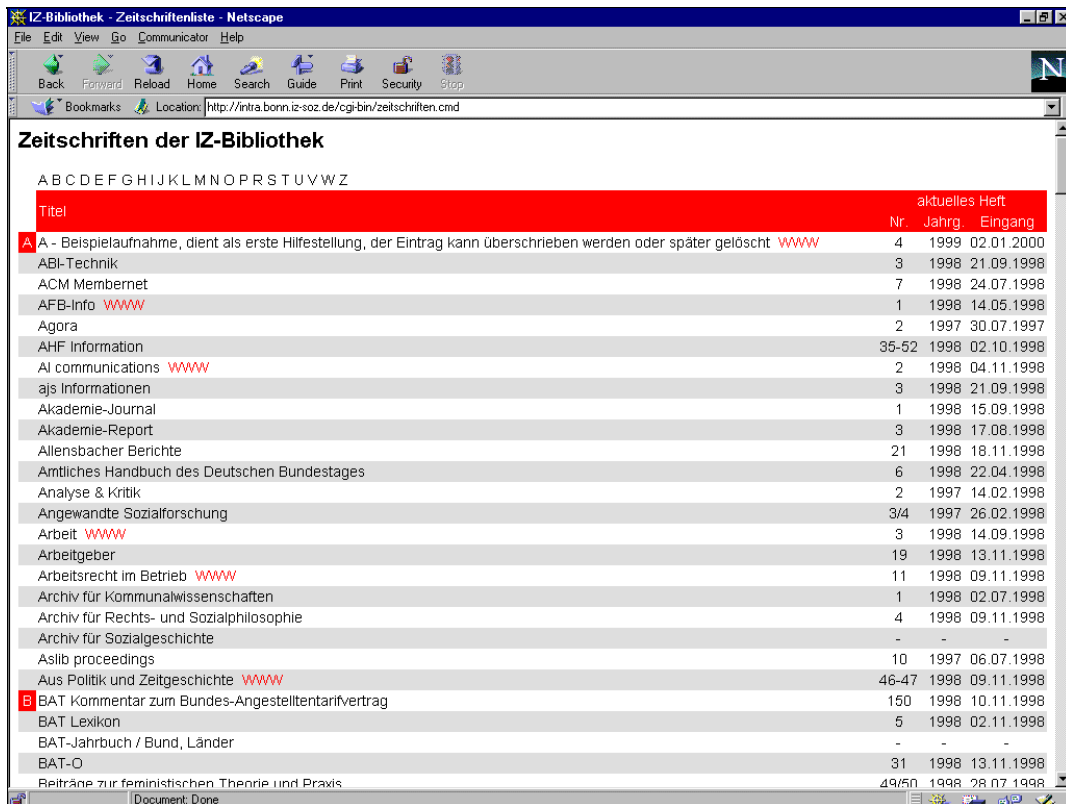 IZ-Bibliothek - Zeitschriftenliste - Netscape
File Edit View Go Communicator Help
Back Forward Reload Home Search Guide Print Security Stop
N
Bookmarks Location: http://intra.bonn.iz-soz.de/cgi-bin/zeitschriften.cmd
Zeitschriften der IZ-Bibliothek
A B C D E F G H I J K L M N O P R S T U V W Z
Titel aktuelles Heft
Nr. Jahrg. Eingang
A A - Beispielaufnahme, dient als erste Hilfestellung, der Eintrag kann überschrieben werden oder später gelöscht WWW 4 1999 02.01.2000
ABI-Technik 3 1998 21.09.1998
ACM Membernet 7 1998 24.07.1998
AFB-Info WWW 1 1998 14.05.1998
Agora 2 1997 30.07.1997
AHF Information 35-52 1998 02.10.1998
AI communications WWW 2 1998 04.11.1998
ajs Informationen 3 1998 21.09.1998
Akademie-Journal 1 1998 15.09.1998
Akademie-Report 3 1998 17.08.1998
Allensbacher Berichte 21 1998 18.11.1998
Amtliches Handbuch des Deutschen Bundestages 6 1998 22.04.1998
Analyse & Kritik 2 1997 14.02.1998
Angewandte Sozialforschung 3/4 1997 26.02.1998
Arbeit WWW 3 1998 14.09.1998
Arbeitgeber 19 1998 13.11.1998
Arbeitsrecht im Betrieb WWW 11 1998 09.11.1998
Archiv für Kommunalwissenschaften 1 1998 02.07.1998
Archiv für Rechts- und Sozialphilosophie 4 1998 09.11.1998
Archiv für Sozialgeschichte - - -
Aslib proceedings 10 1997 06.07.1998
Aus Politik und Zeitgeschichte WWW 46-47 1998 09.11.1998
B BAT Kommentar zum Bundes-Angestelltentarifvertrag 150 1998 10.11.1998
BAT Lexikon 5 1998 02.11.1998
BAT-Jahrbuch / Bund, Länder - - -
BAT-O 31 1998 13.11.1998
Beiträge zur feministischen Theorie und Praxis 49/50 1998 28.07.1998
Document: Done